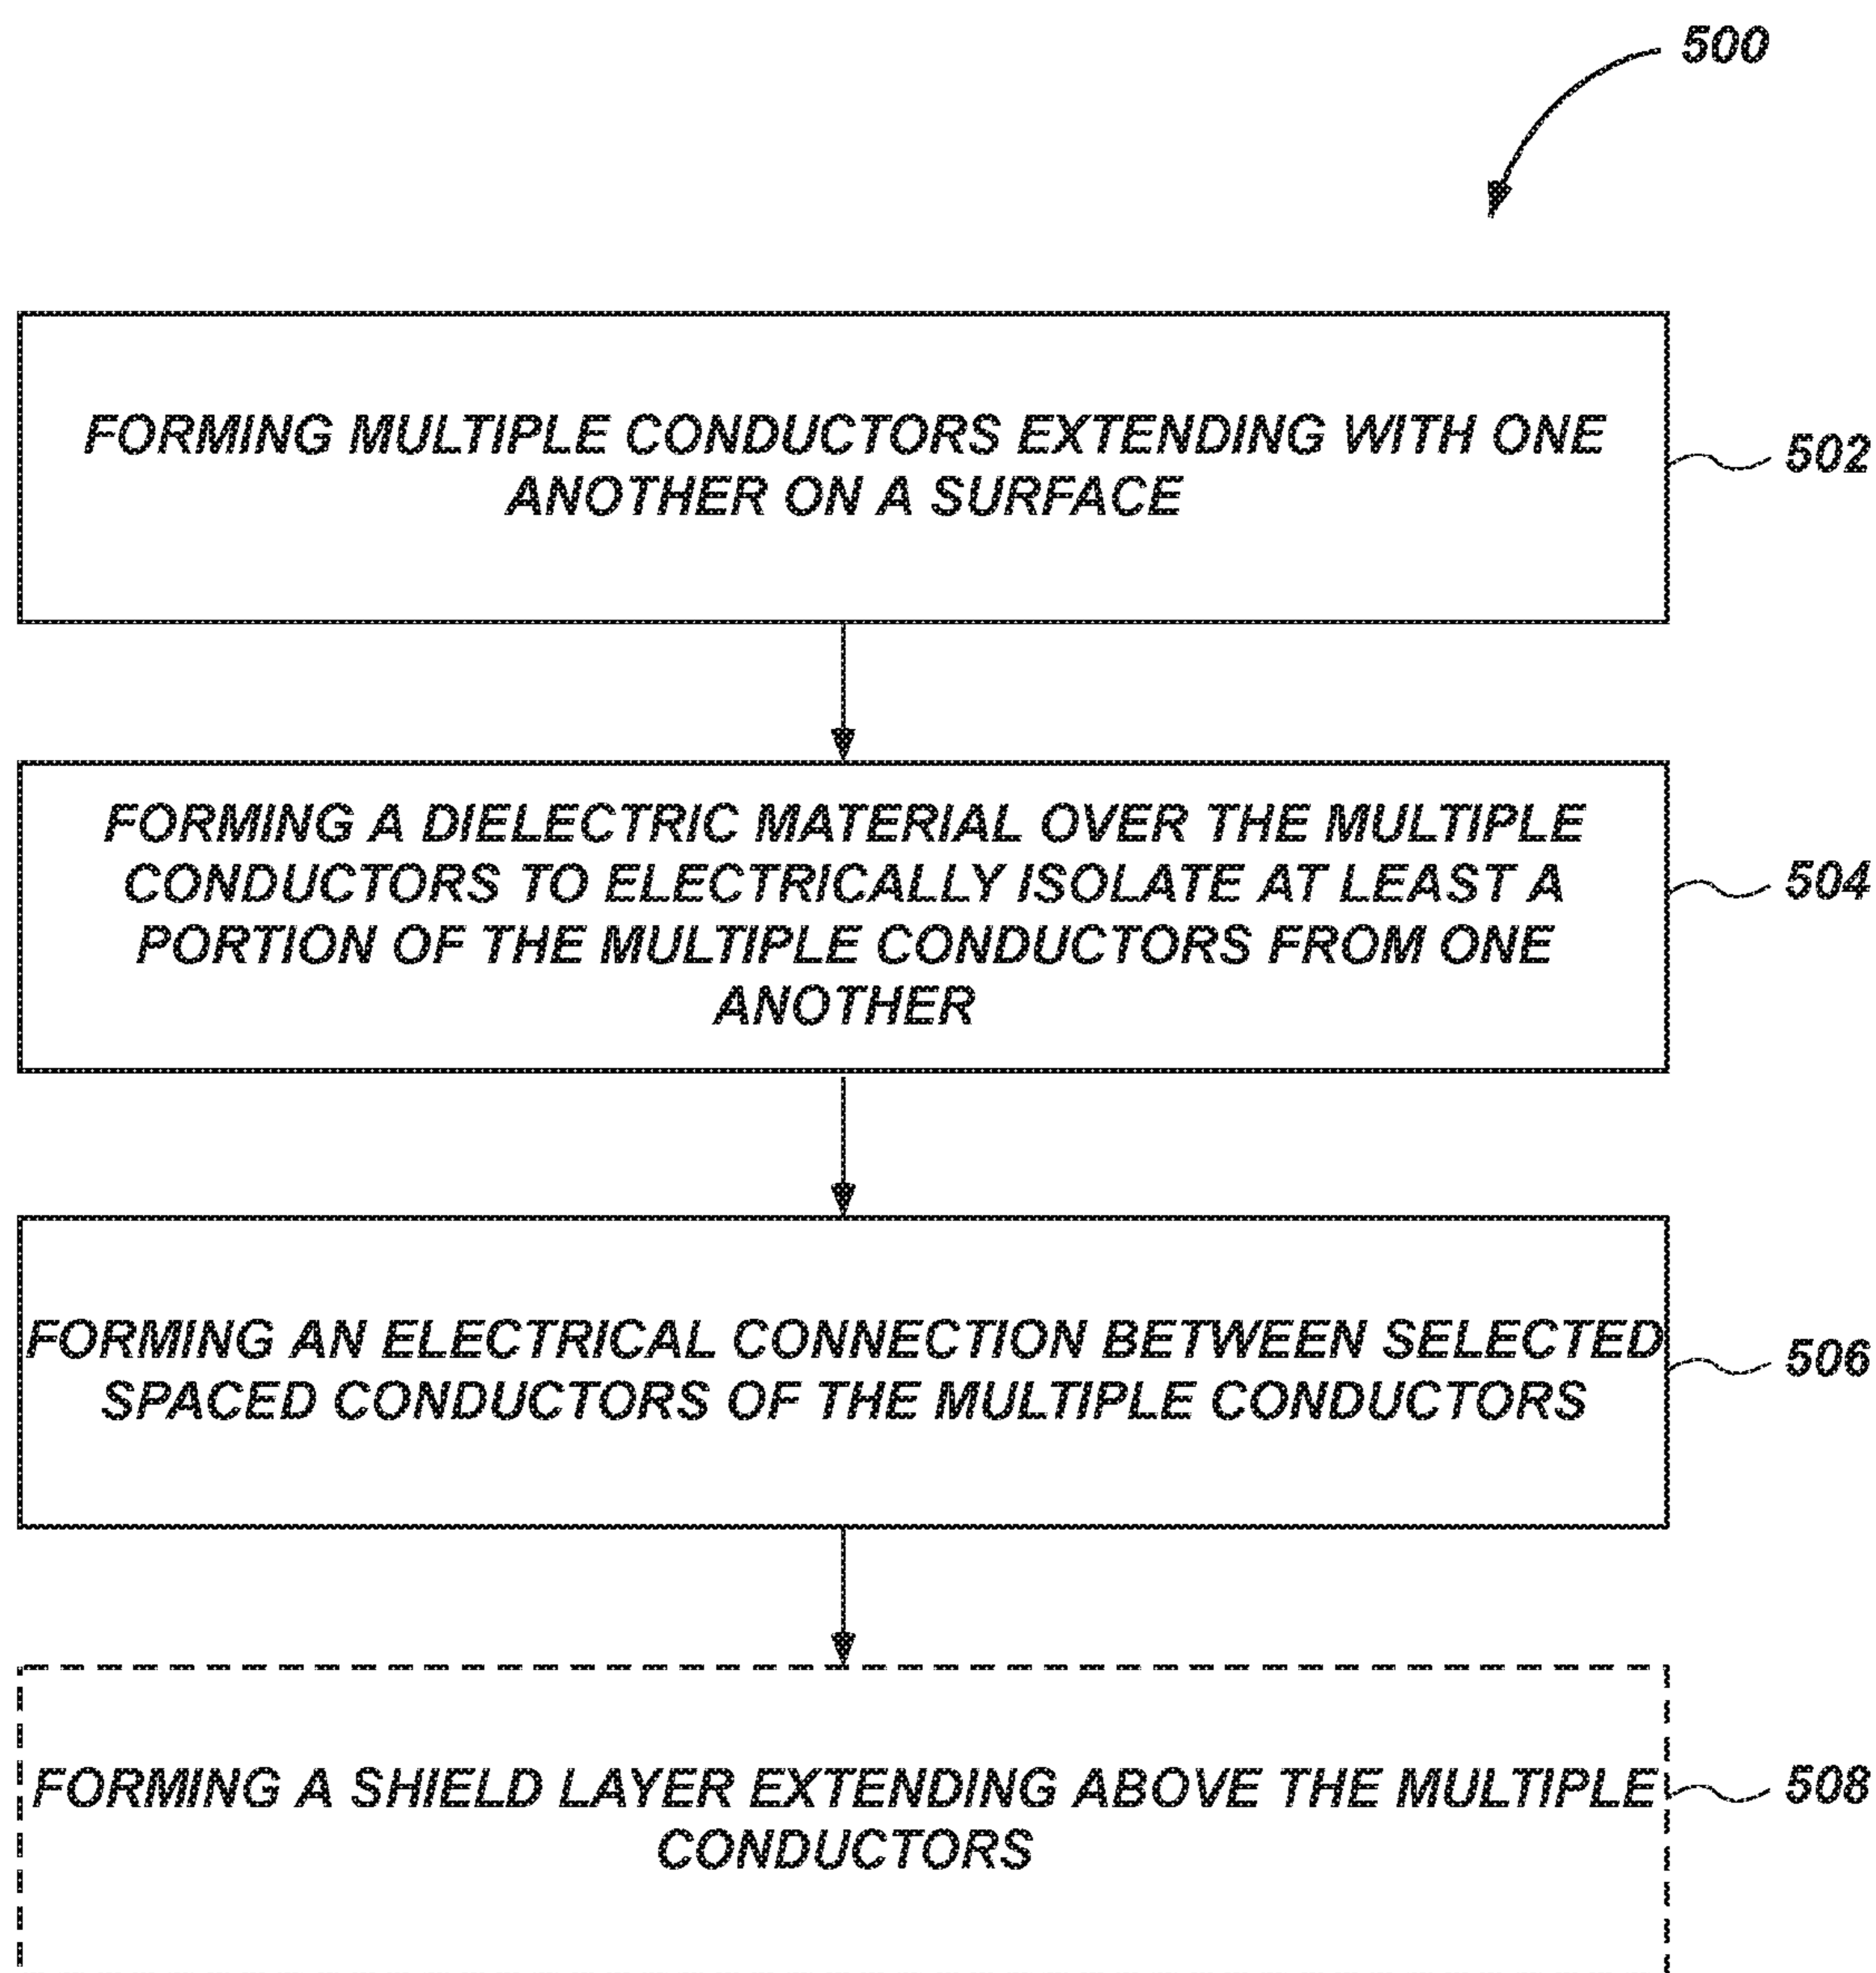 500
FORMING MULTIPLE CONDUCTORS EXTENDING WITH ONE
ANOTHER ON A SURFACE
502
FORMING A DIELECTRIC MATERIAL OVER THE MULTIPLE
CONDUCTORS TO ELECTRICALLY ISOLATE AT LEAST A
PORTION OF THE MULTIPLE CONDUCTORS FROM ONE
ANOTHER
504
FORMING AN ELECTRICAL CONNECTION BETWEEN SELECTED
SPACED CONDUCTORS OF THE MULTIPLE CONDUCTORS
506
FORMING A SHIELD LAYER EXTENDING ABOVE THE MULTIPLE
CONDUCTORS
508